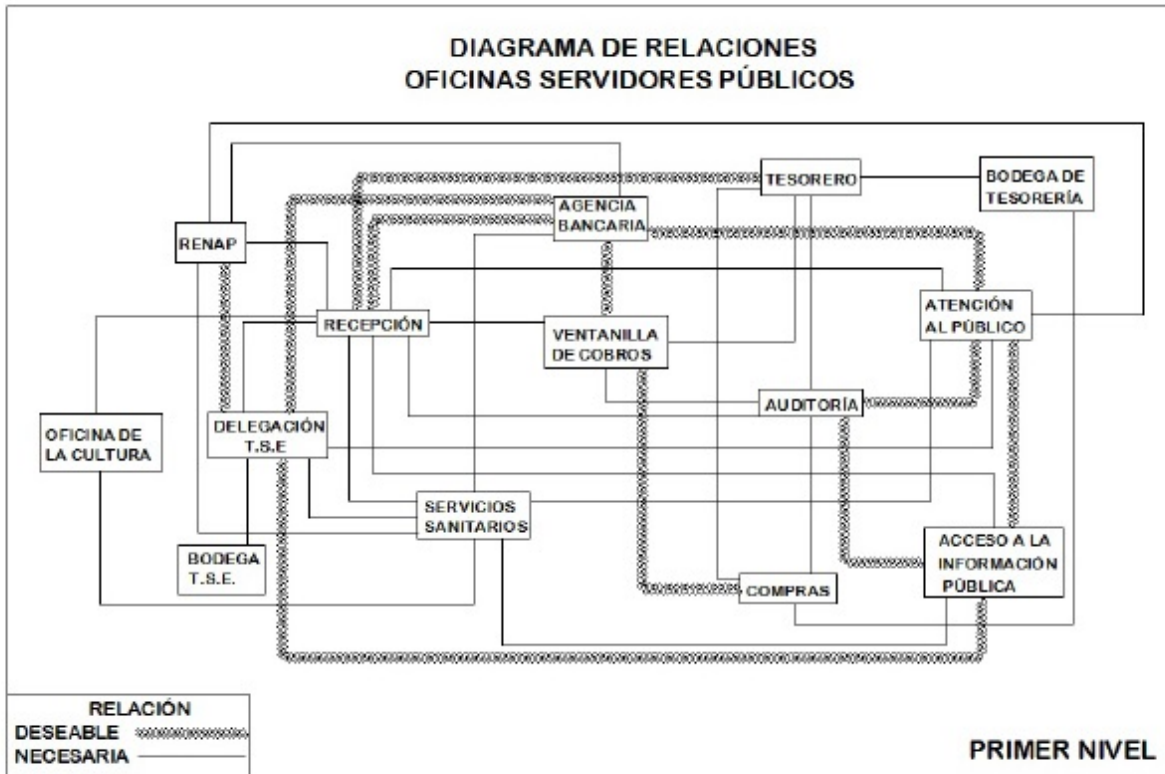 DIAGRAMA DE RELACIONES
OFICINAS SERVIDORES PÚBLICOS
TESORERO
BODEGA DE
TESORERÍA
AGENCIA
BANCARIA
RENAP
RECEPCIÓN
VENTANILLA
DE COBROS
ATENCIÓN
AL PÚBLICO
AUDITORÍA
OFICINA DE
LA CULTURA
DELEGACIÓN
T.S.E
SERVICIOS
SANITARIOS
BODEGA
T.S.E.
COMPRAS
ACCESO A LA
INFORMACIÓN
PÚBLICA
RELACIÓN
DESEABLE
NECESARIA
PRIMER NIVEL